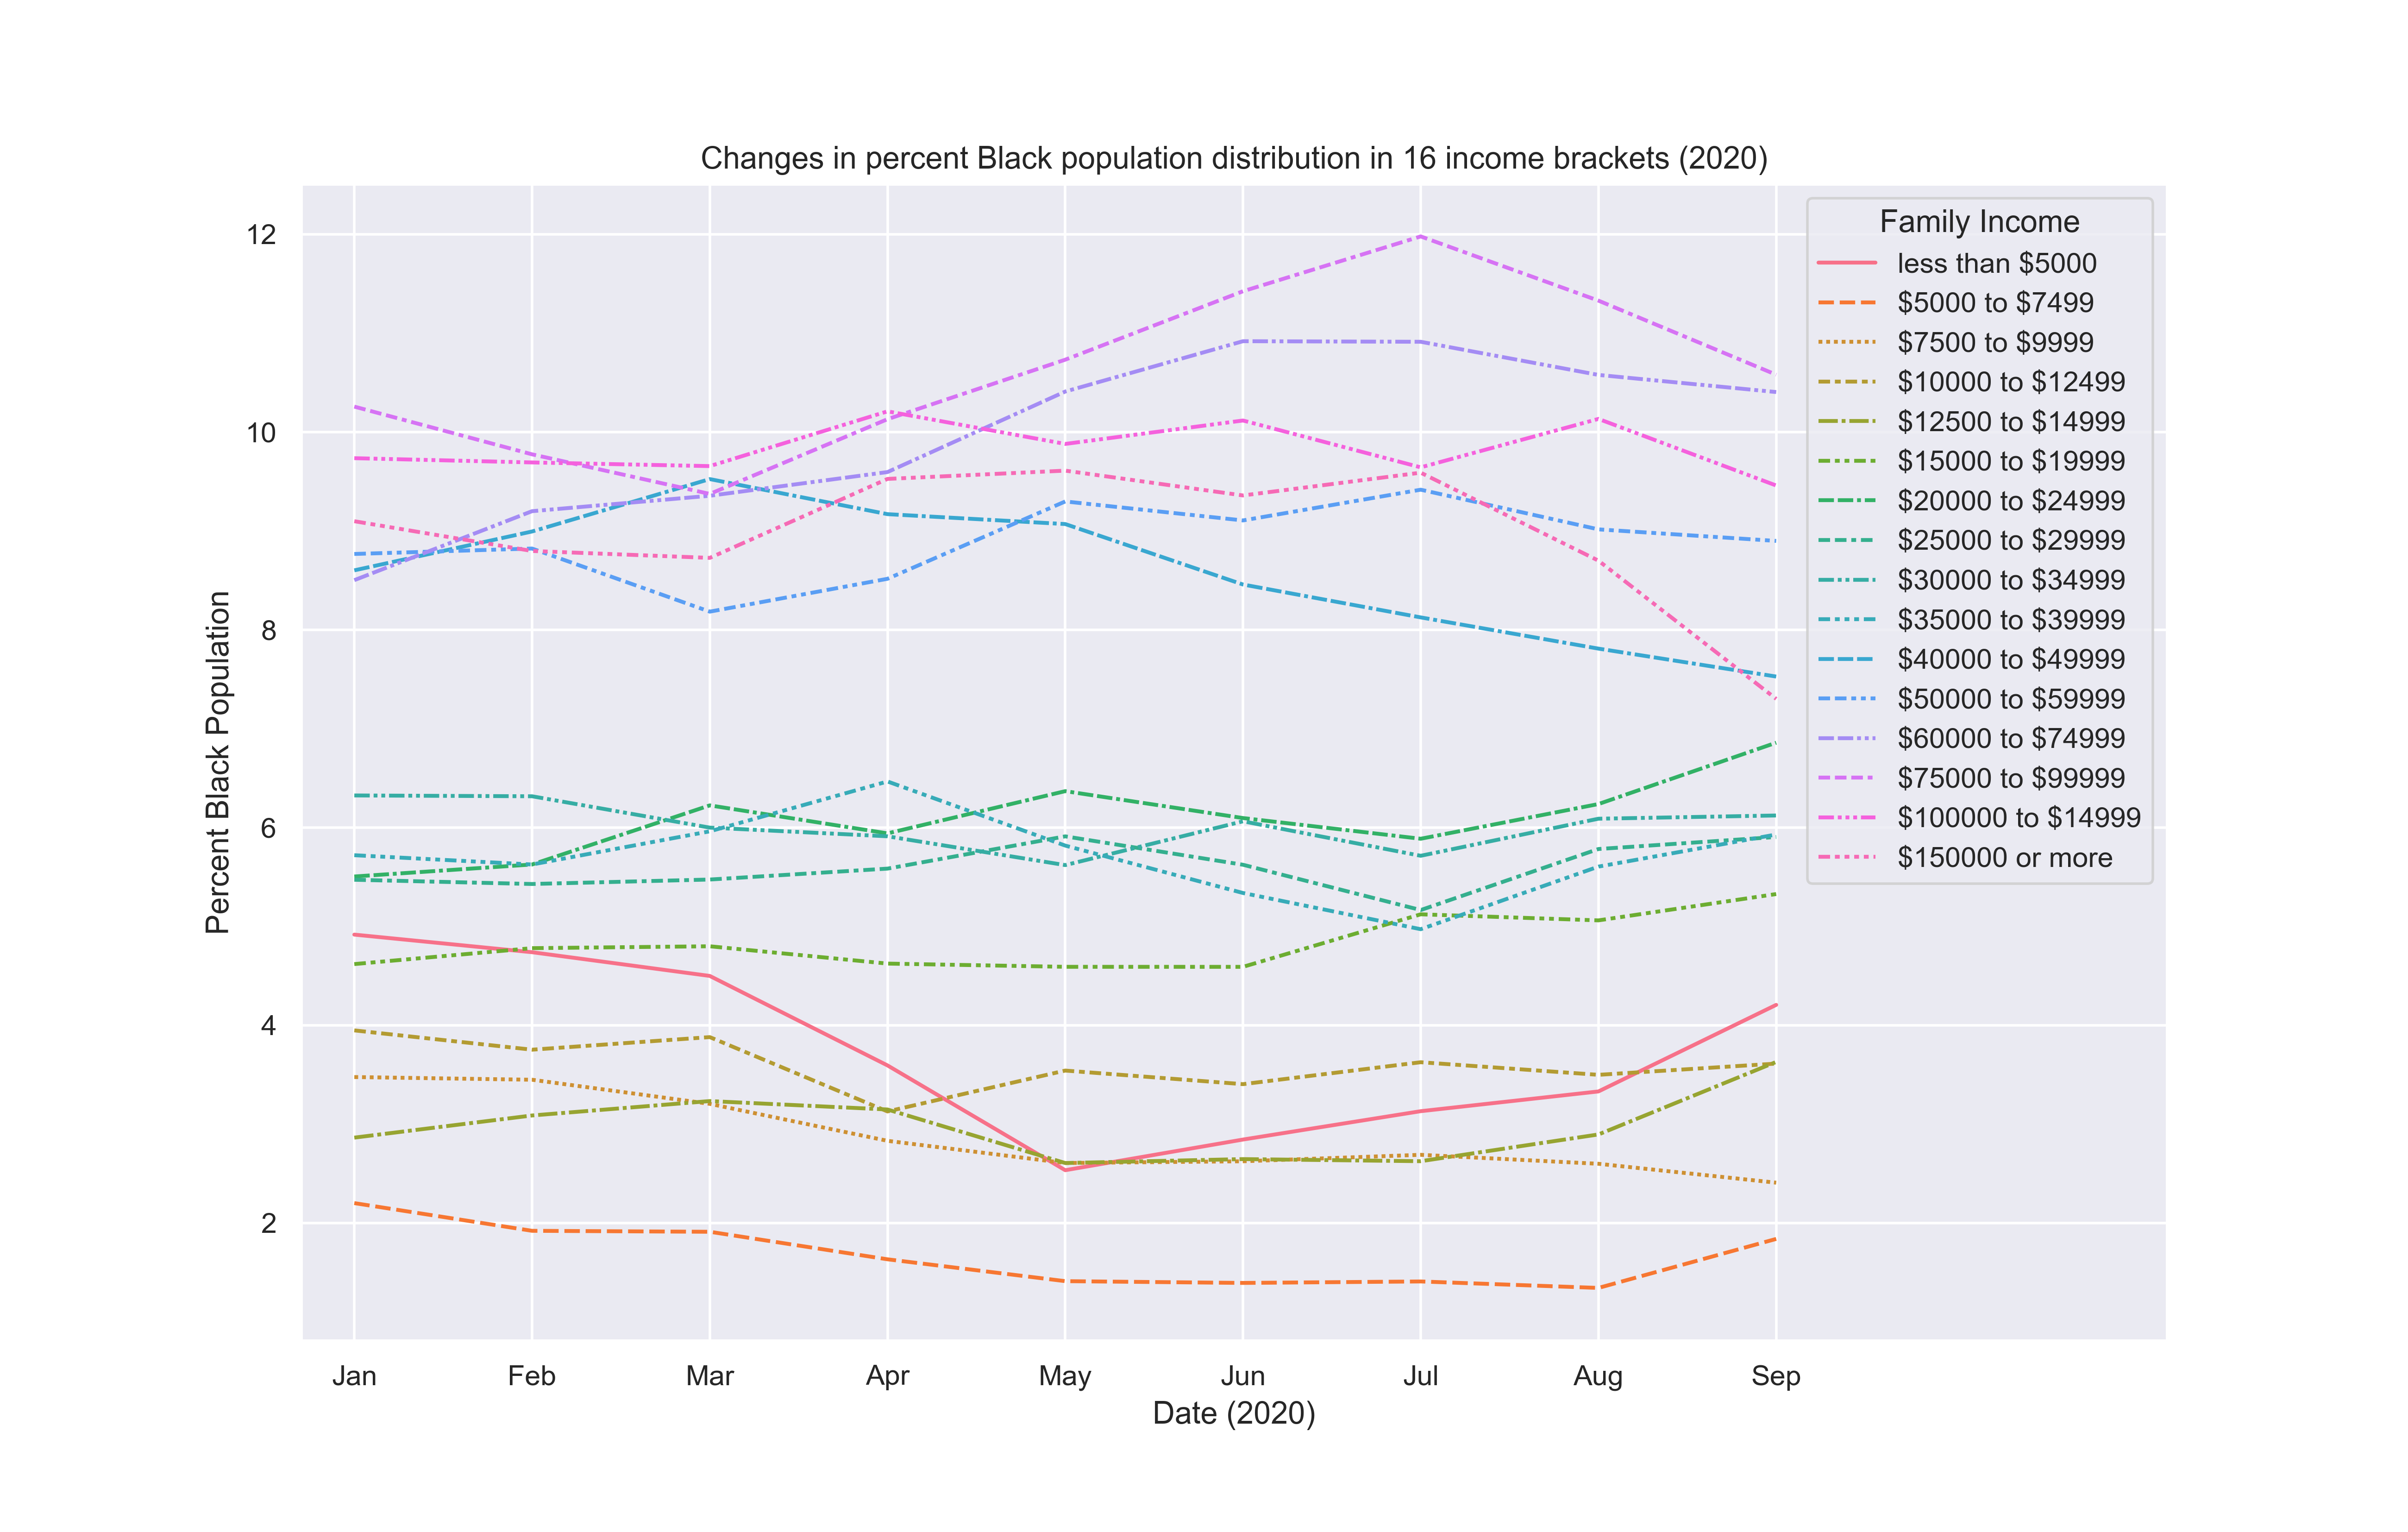 Changes in percent Black population distribution in 16 income brackets (2020)
12
10
8
6
4
2
Percent Black Population
Jan Feb Mar Apr May Jun Jul Aug Sep
Date (2020)
Family Income
less than $5000
$5000 to $7499
$7500 to $9999
$10000 to $12499
$12500 to $14999
$15000 to $19999
$20000 to $24999
$25000 to $29999
$30000 to $34999
$35000 to $39999
$40000 to $49999
$50000 to $59999
$60000 to $74999
$75000 to $99999
$100000 to $14999
$150000 or more